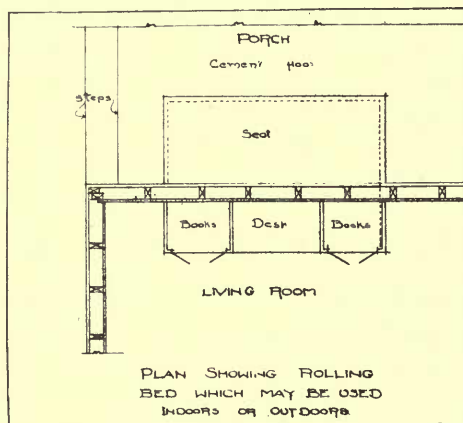 PORCH
Cement floor
steps
Seat
Books Desk Books
LIVING ROOM
PLAN SHOWING ROLLING
BED WHICH MAY BE USED
INDOORS OR OUTDOORS